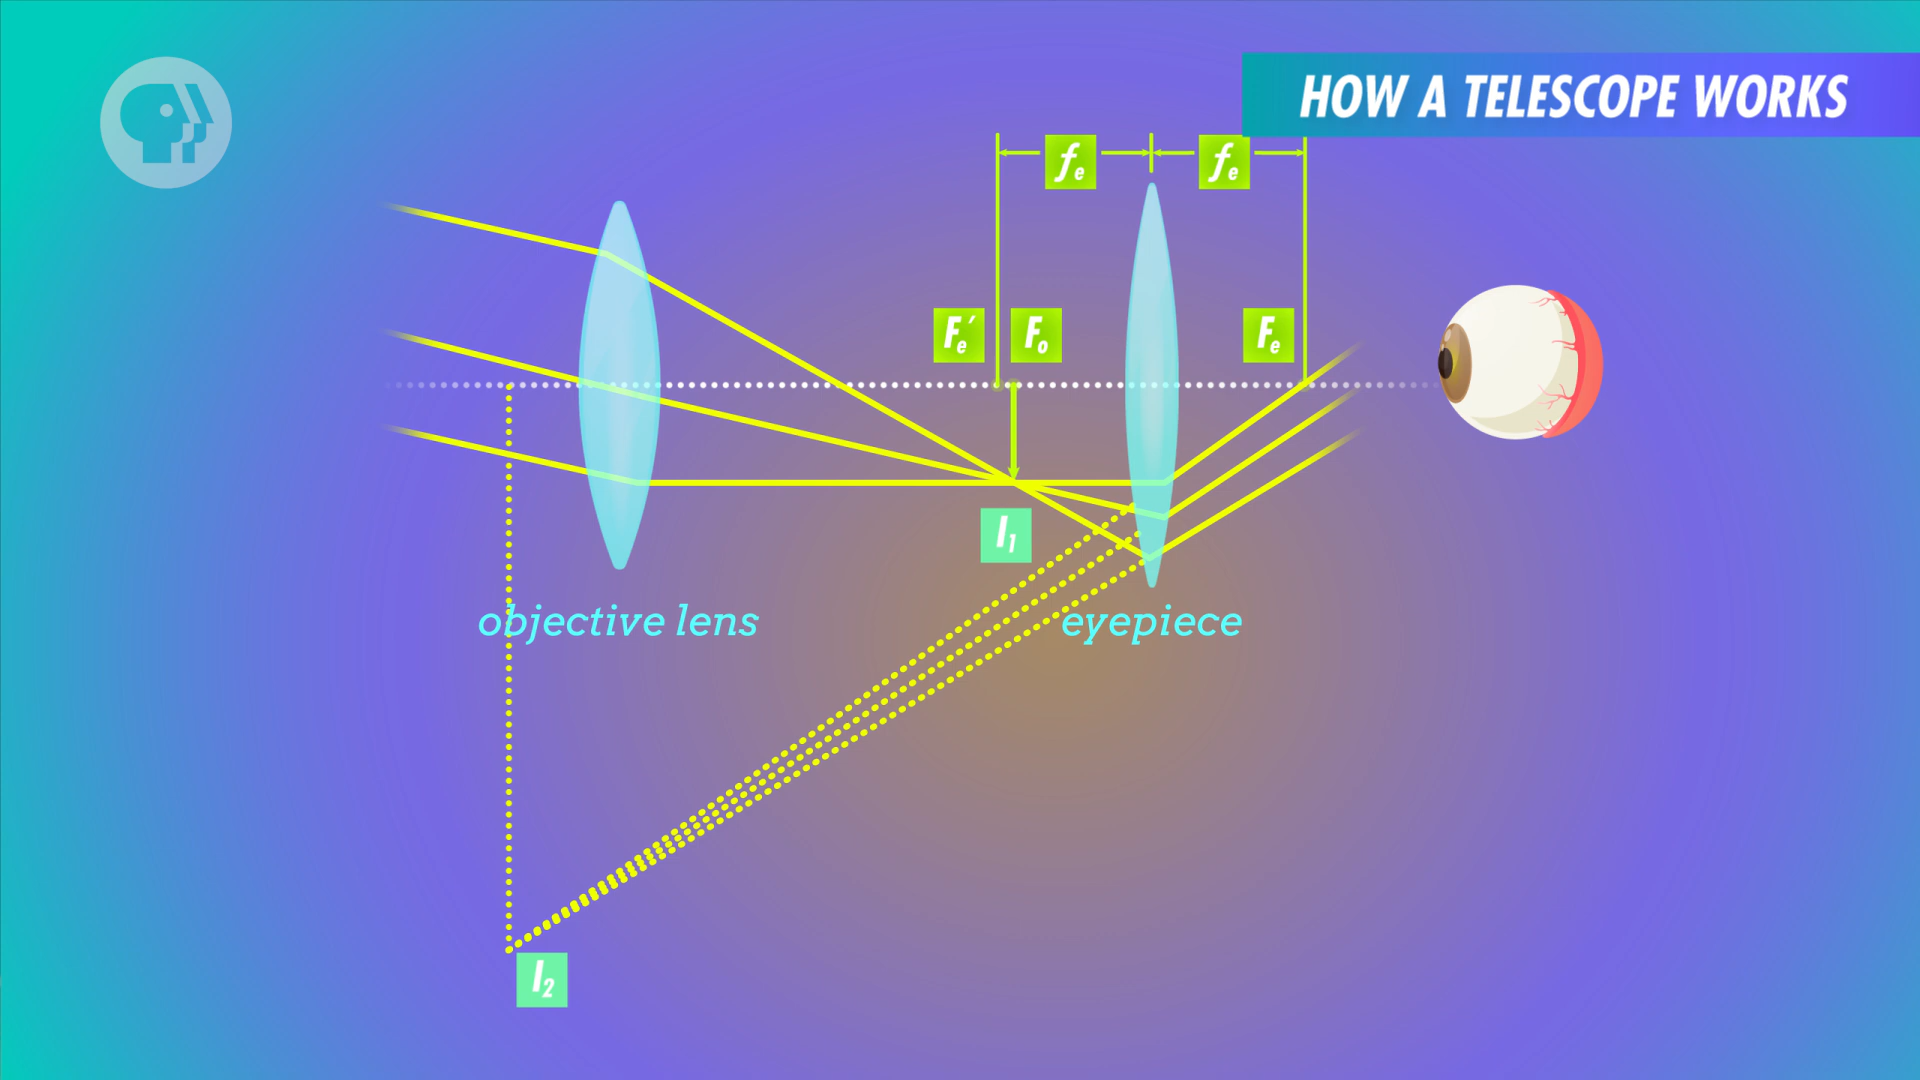 HOW A TELESCOPE WORKS
fe fe
Fe′ Fo Fe
I1
objective lens eyepiece
I2